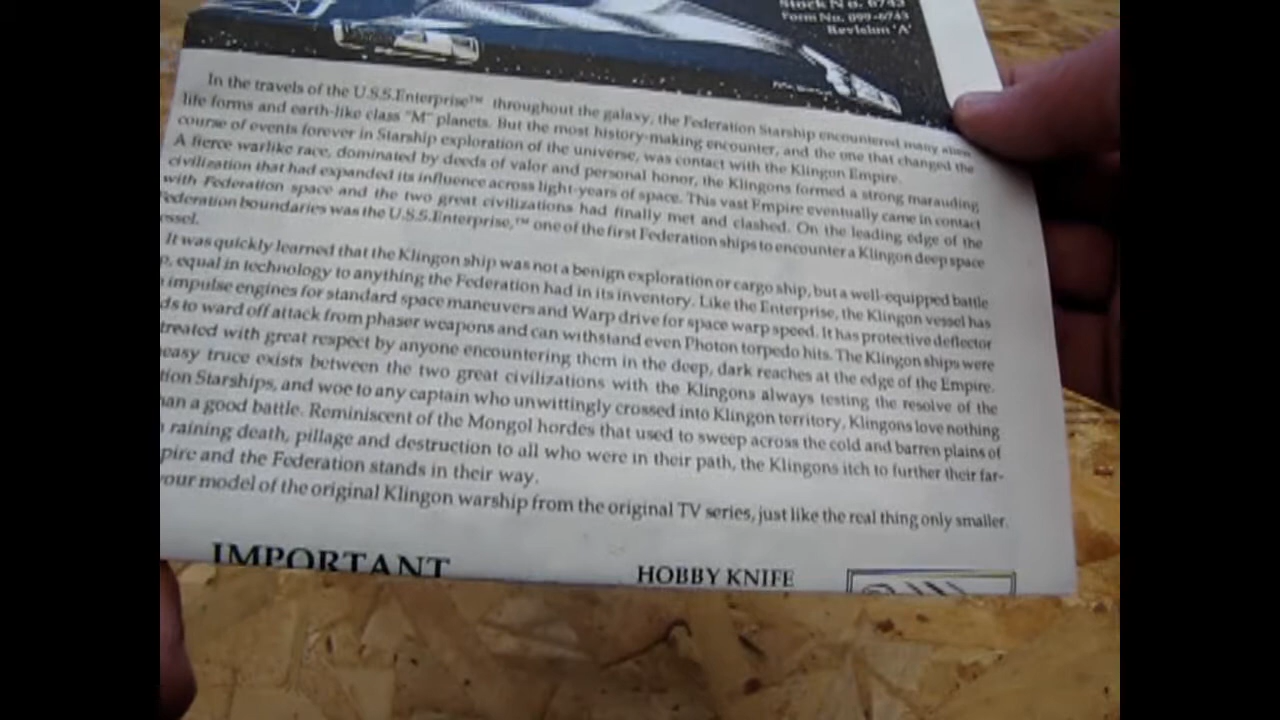 Stock No. 6743
Form No. 099-6743
Revision 'A'
In the travels of the U.S.S.Enterprise™ throughout the galaxy, the Federation Starship encountered many alien
life forms and earth-like class "M" planets. But the most history-making encounter, and the one that changed the
course of events forever in Starship exploration of the universe, was contact with the Klingon Empire.
A fierce warlike race, dominated by deeds of valor and personal honor, the Klingons formed a strong marauding
civilization that had expanded its influence across light-years of space. This vast Empire eventually came in contact
with Federation space and the two great civilizations had finally met and clashed. On the leading edge of the
Federation boundaries was the U.S.S.Enterprise,™ one of the first Federation ships to encounter a Klingon deep space
essel.
It was quickly learned that the Klingon ship was not a benign exploration or cargo ship, but a well-equipped battle
p, equal in technology to anything the Federation had in its inventory. Like the Enterprise, the Klingon vessel has
impulse engines for standard space maneuvers and Warp drive for space warp speed. It has protective deflector
ds to ward off attack from phaser weapons and can withstand even Photon torpedo hits. The Klingon ships were
treated with great respect by anyone encountering them in the deep, dark reaches at the edge of the Empire.
easy truce exists between the two great civilizations with the Klingons always testing the resolve of the
tion Starships, and woe to any captain who unwittingly crossed into Klingon territory. Klingons love nothing
an a good battle. Reminiscent of the Mongol hordes that used to sweep across the cold and barren plains of
raining death, pillage and destruction to all who were in their path, the Klingons itch to further their far-
pire and the Federation stands in their way.
our model of the original Klingon warship from the original TV series, just like the real thing only smaller.
IMPORTANT
HOBBY KNIFE